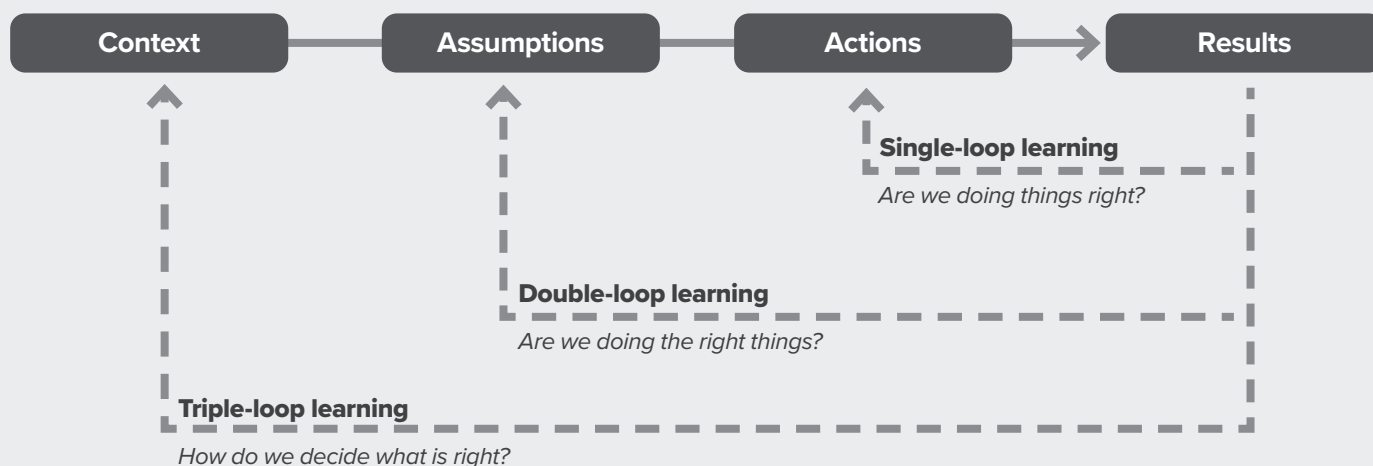 Context
Assumptions
Actions
Results
Single-loop learning
Are we doing things right?
Double-loop learning
Are we doing the right things?
Triple-loop learning
How do we decide what is right?